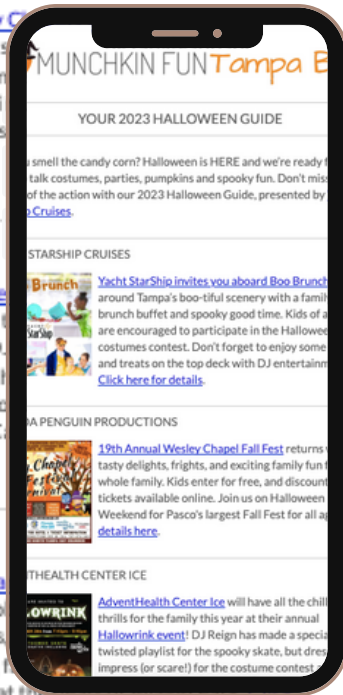 MUNCHKIN FUN Tampa B
YOUR 2023 HALLOWEEN GUIDE
smell the candy corn? Halloween is HERE and we're ready f
talk costumes, parties, pumpkins and spooky fun. Don't miss
of the action with our 2023 Halloween Guide, presented by
Cruises.
STARSHIP CRUISES
Brunch
StarShip
Yacht StarShip invites you aboard Boo Brunch
around Tampa's boo-tiful scenery with a famil
brunch buffet and spooky good time. Kids of a
are encouraged to participate in the Hallowee
costumes contest. Don't forget to enjoy some
and treats on the top deck with DJ entertainm
Click here for details.
DA PENGUIN PRODUCTIONS
Chapel
Festival
19th Annual Wesley Chapel Fall Fest returns
tasty delights, frights, and exciting family fun f
whole family. Kids enter for free, and discount
tickets available online. Join us on Halloween
Weekend for Pasco's largest Fall Fest for all ag
details here.
NTHEALTH CENTER ICE
LOWRINK
AdventHealth Center Ice will have all the chill
thrills for the family this year at their annual
Hallowrink event! DJ Reign has made a specia
twisted playlist for the spooky skate, but dres
impress (or scare!) for the costume contest